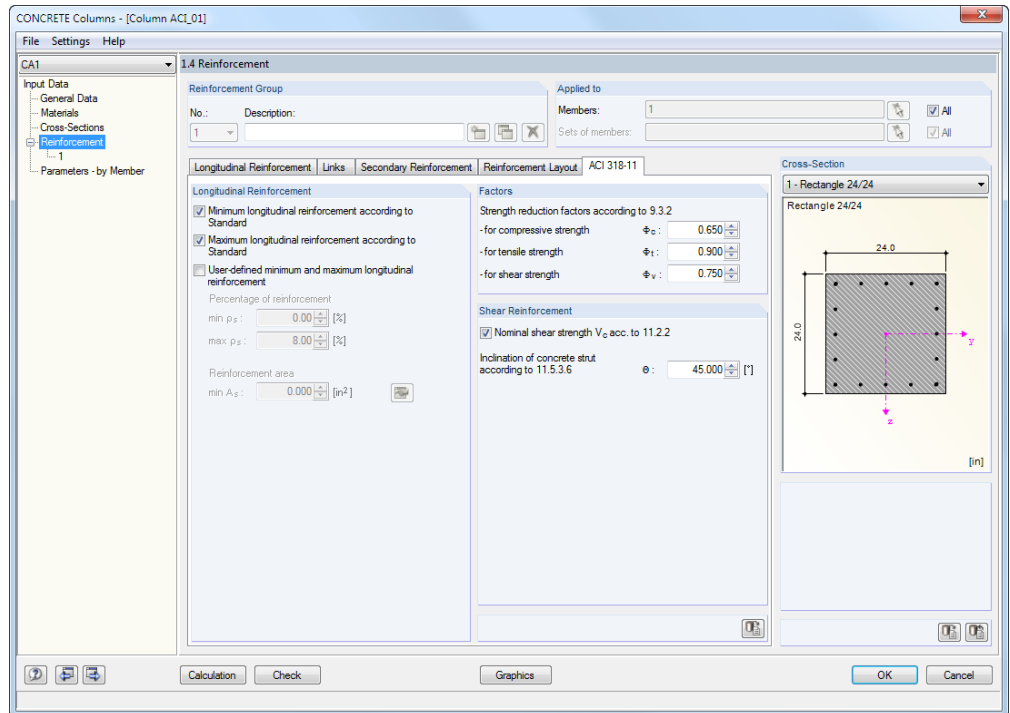 CONCRETE Columns - [Column ACI_01]
File Settings Help
CA1
1.4 Reinforcement
Input Data
General Data
Materials
Cross-Sections
Reinforcement
1
Parameters - by Member
Reinforcement Group
No.: Description:
1
Applied to
Members: 1 All
Sets of members: All
Longitudinal Reinforcement Links Secondary Reinforcement Reinforcement Layout ACI 318-11
Longitudinal Reinforcement
Minimum longitudinal reinforcement according to
Standard
Maximum longitudinal reinforcement according to
Standard
User-defined minimum and maximum longitudinal
reinforcement
Percentage of reinforcement
min ρs : 0.00 [%]
max ρs : 8.00 [%]
Reinforcement area
min As : 0.000 [in²]
Factors
Strength reduction factors according to 9.3.2
- for compressive strength Φc : 0.650
- for tensile strength Φt : 0.900
- for shear strength Φv : 0.750
Shear Reinforcement
Nominal shear strength Vc acc. to 11.2.2
Inclination of concrete strut
according to 11.5.3.6 Θ : 45.000 [°]
Cross-Section
1 - Rectangle 24/24
Rectangle 24/24
24.0
24.0
y
z
[in]
Calculation Check Graphics OK Cancel